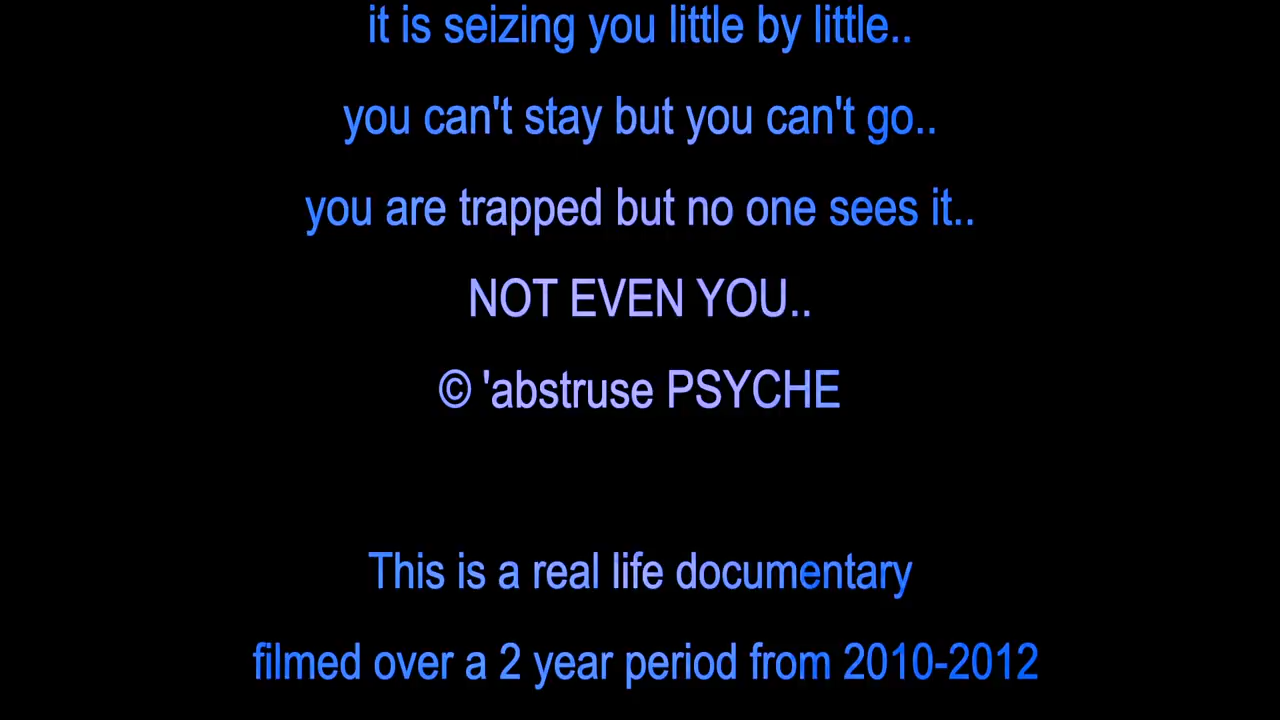 it is seizing you little by little..
you can't stay but you can't go..
you are trapped but no one sees it..
NOT EVEN YOU..
© 'abstruse PSYCHE
This is a real life documentary
filmed over a 2 year period from 2010-2012